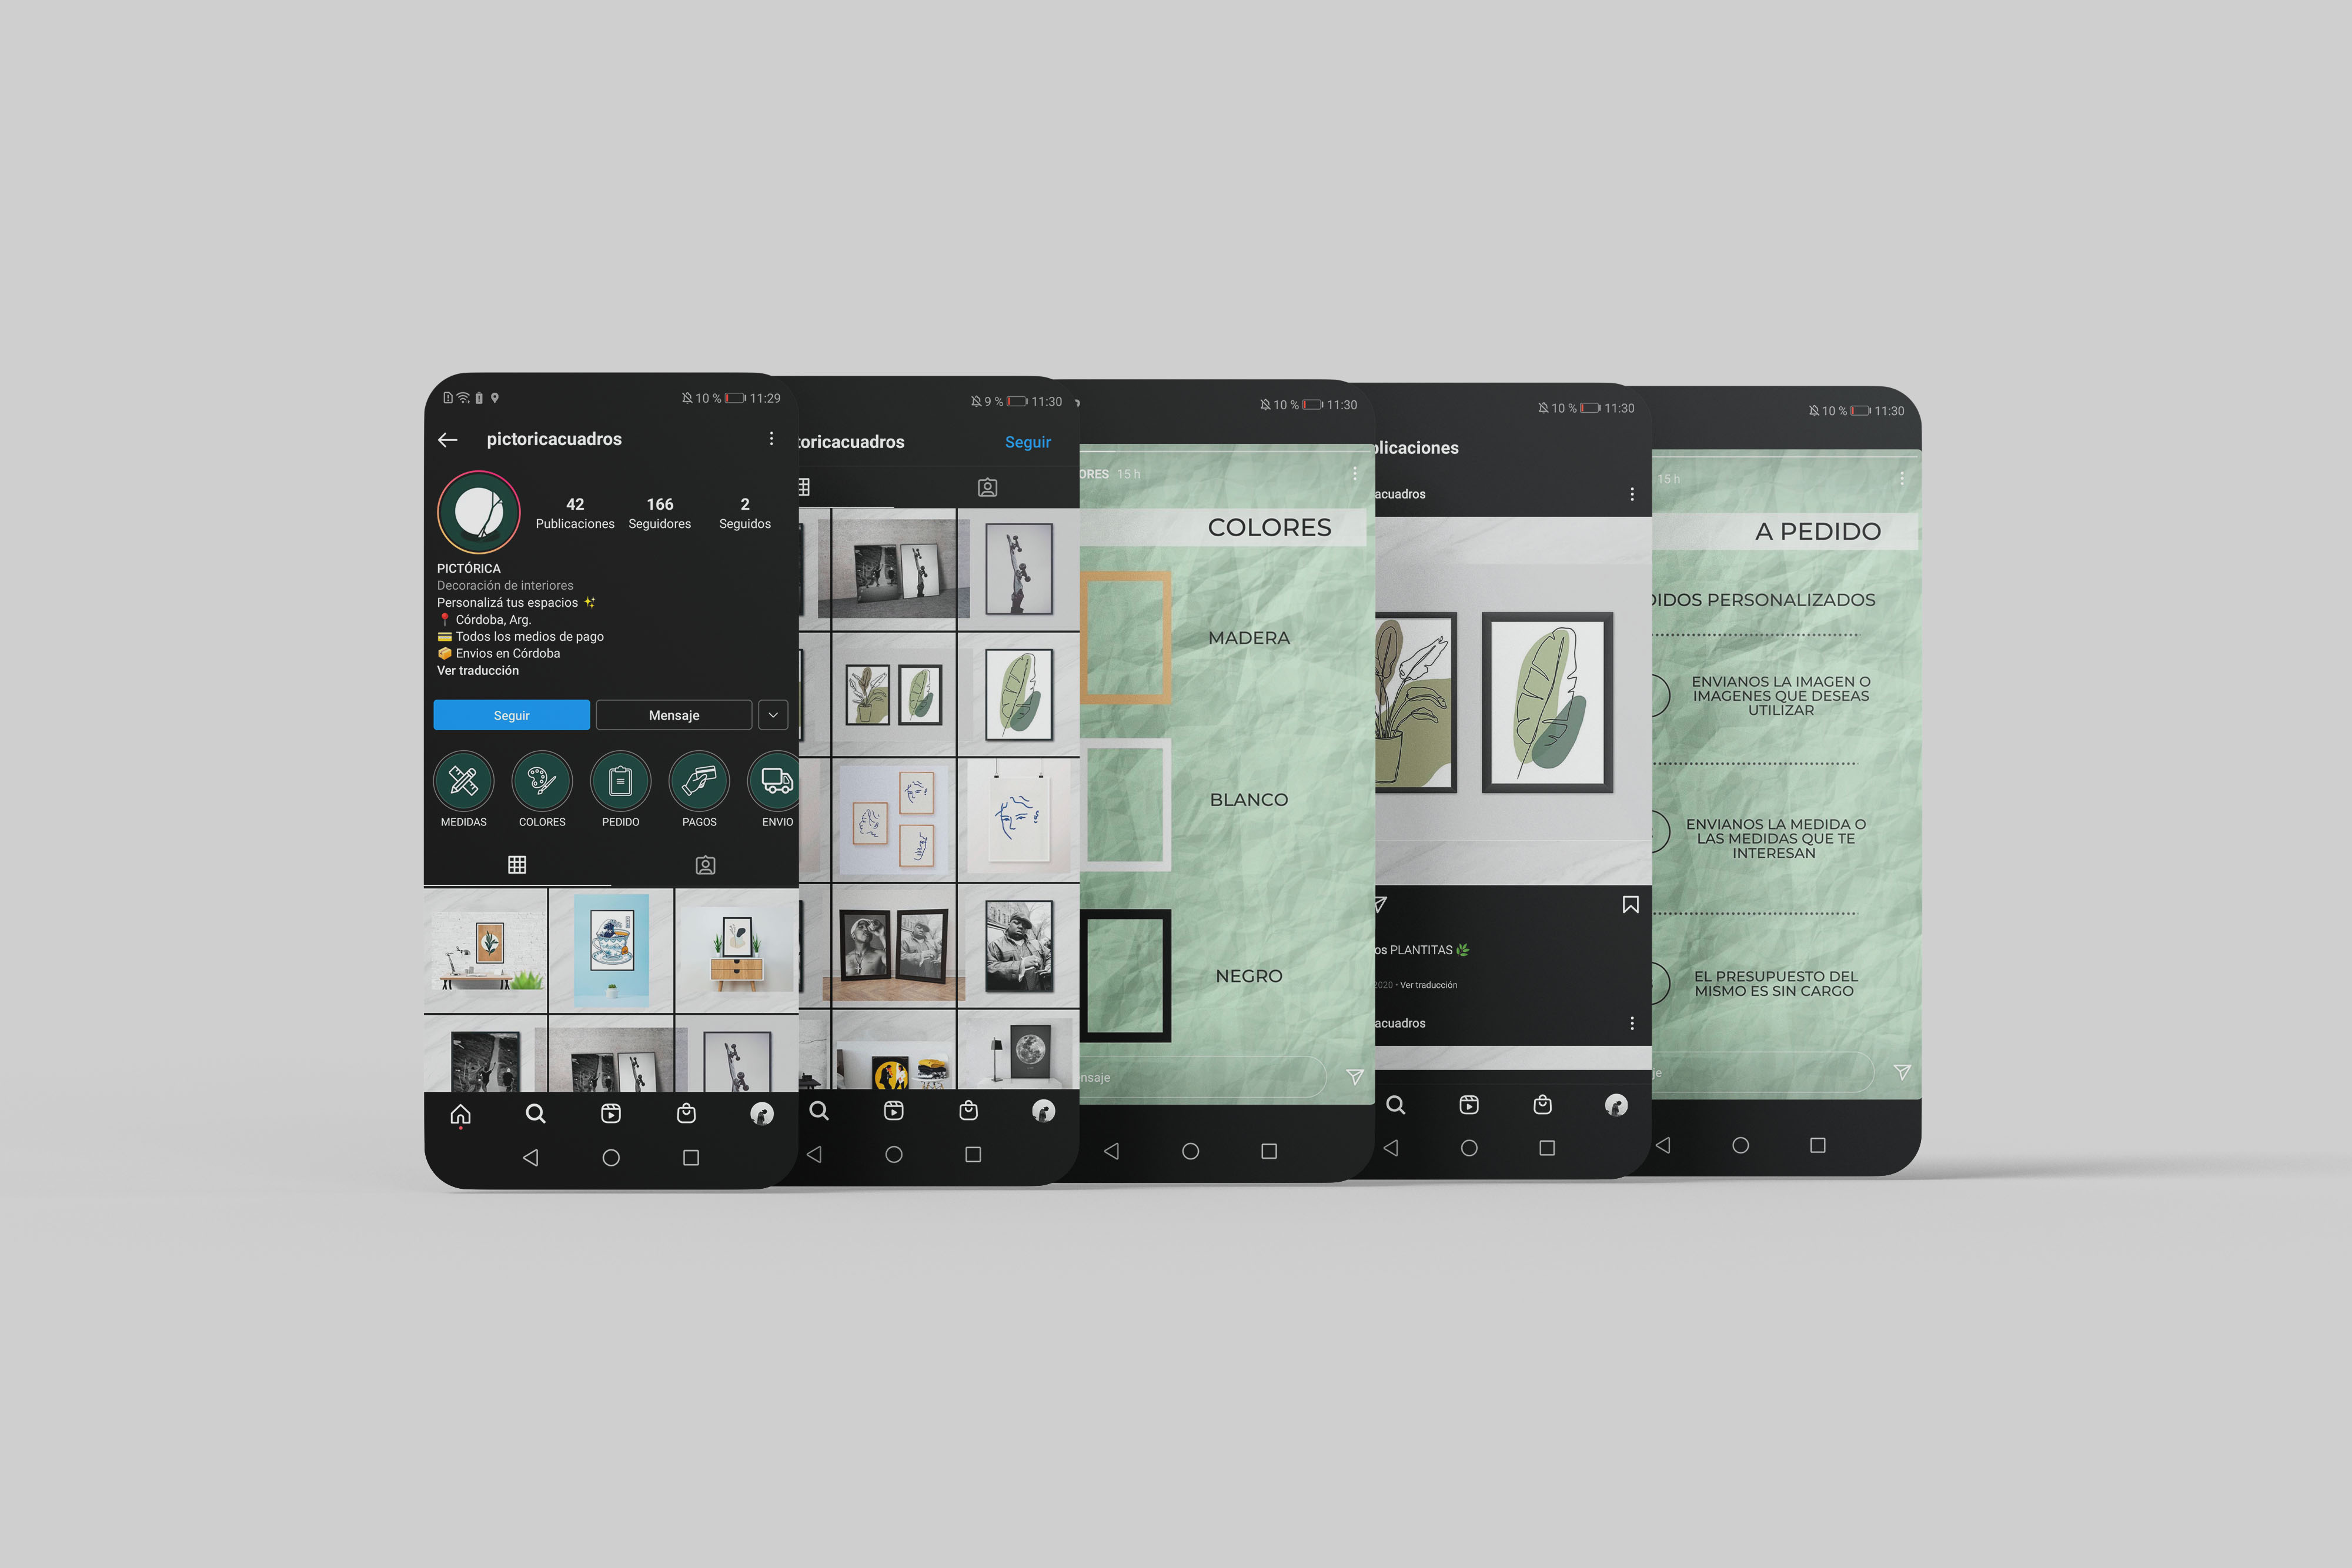 10 % 11:29
pictoricacuadros
42 166 2
Publicaciones Seguidores Seguidos
PICTÓRICA
Decoración de interiores
Personalizá tus espacios ✨
📍 Córdoba, Arg.
💳 Todos los medios de pago
📦 Envios en Córdoba
Ver traducción
Seguir Mensaje
MEDIDAS COLORES PEDIDO PAGOS ENVIO
9 % 11:30
toricacuadros Seguir
10 % 11:30
ORES 15 h
COLORES
MADERA
BLANCO
NEGRO
nsaje
10 % 11:30
blicaciones
acuadros
os PLANTITAS 🌿
2020 • Ver traducción
acuadros
10 % 11:30
15 h
A PEDIDO
DIDOS PERSONALIZADOS
ENVIANOS LA IMAGEN O
IMAGENES QUE DESEAS
UTILIZAR
ENVIANOS LA MEDIDA O
LAS MEDIDAS QUE TE
INTERESAN
EL PRESUPUESTO DEL
MISMO ES SIN CARGO
je